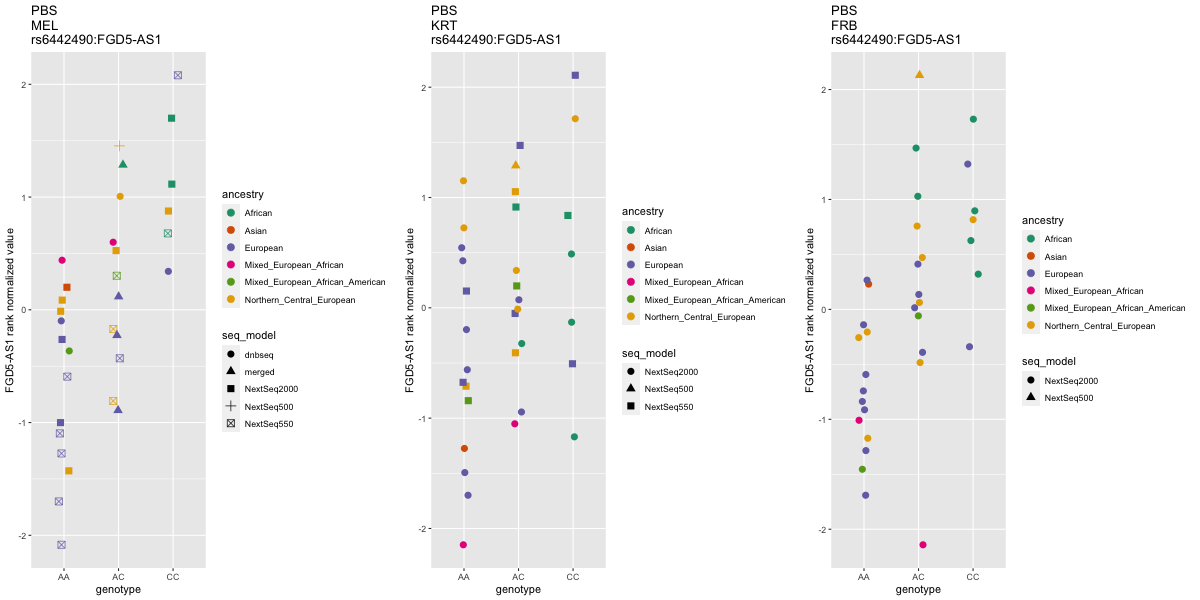 PBS
MEL
rs6442490:FGD5-AS1
FGD5-AS1 rank normalized value
2
1
0
-1
-2
AA
AC
CC
genotype
ancestry
African
Asian
European
Mixed_European_African
Mixed_European_African_American
Northern_Central_European
seq_model
dnbseq
merged
NextSeq2000
NextSeq500
NextSeq550
PBS
KRT
rs6442490:FGD5-AS1
FGD5-AS1 rank normalized value
2
1
0
-1
-2
AA
AC
CC
genotype
ancestry
African
Asian
European
Mixed_European_African
Mixed_European_African_American
Northern_Central_European
seq_model
NextSeq2000
NextSeq500
NextSeq550
PBS
FRB
rs6442490:FGD5-AS1
FGD5-AS1 rank normalized value
2
1
0
-1
-2
AA
AC
CC
genotype
ancestry
African
Asian
European
Mixed_European_African
Mixed_European_African_American
Northern_Central_European
seq_model
NextSeq2000
NextSeq500